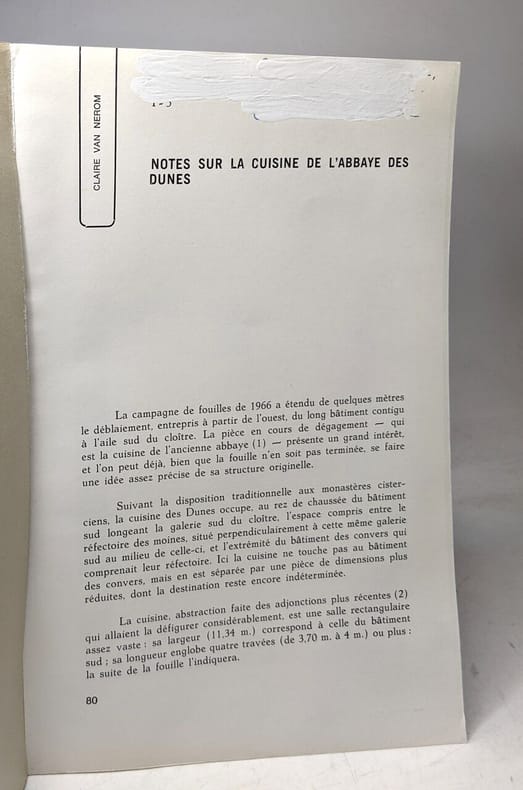 CLAIRE VAN NEROM
NOTES SUR LA CUISINE DE L'ABBAYE DES
DUNES
La campagne de fouilles de 1966 a étendu de quelques mètres
le déblaiement, entrepris à partir de l'ouest, du long bâtiment contigu
à l'aile sud du cloître. La pièce en cours de dégagement — qui
est la cuisine de l'ancienne abbaye (1) — présente un grand intérêt,
et l'on peut déjà, bien que la fouille n'en soit pas terminée, se faire
une idée assez précise de sa structure originelle.
Suivant la disposition traditionnelle aux monastères cister-
ciens, la cuisine des Dunes occupe, au rez de chaussée du bâtiment
sud longeant la galerie sud du cloître, l'espace compris entre le
réfectoire des moines, situé perpendiculairement à cette même galerie
sud au milieu de celle-ci, et l'extrémité du bâtiment des convers qui
comprenait leur réfectoire. Ici la cuisine ne touche pas au bâtiment
des convers, mais en est séparée par une pièce de dimensions plus
réduites, dont la destination reste encore indéterminée.
La cuisine, abstraction faite des adjonctions plus récentes (2)
qui allaient la défigurer considérablement, est une salle rectangulaire
assez vaste : sa largeur (11,34 m.) correspond à celle du bâtiment
sud ; sa longueur englobe quatre travées (de 3,70 m. à 4 m.) ou plus :
la suite de la fouille l'indiquera.
80